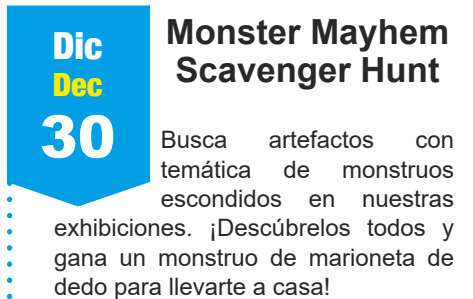 Dic
Dec
30
Monster Mayhem
Scavenger Hunt
Busca artefactos con
temática de monstruos
escondidos en nuestras
exhibiciones. ¡Descúbrelos todos y
gana un monstruo de marioneta de
dedo para llevarte a casa!